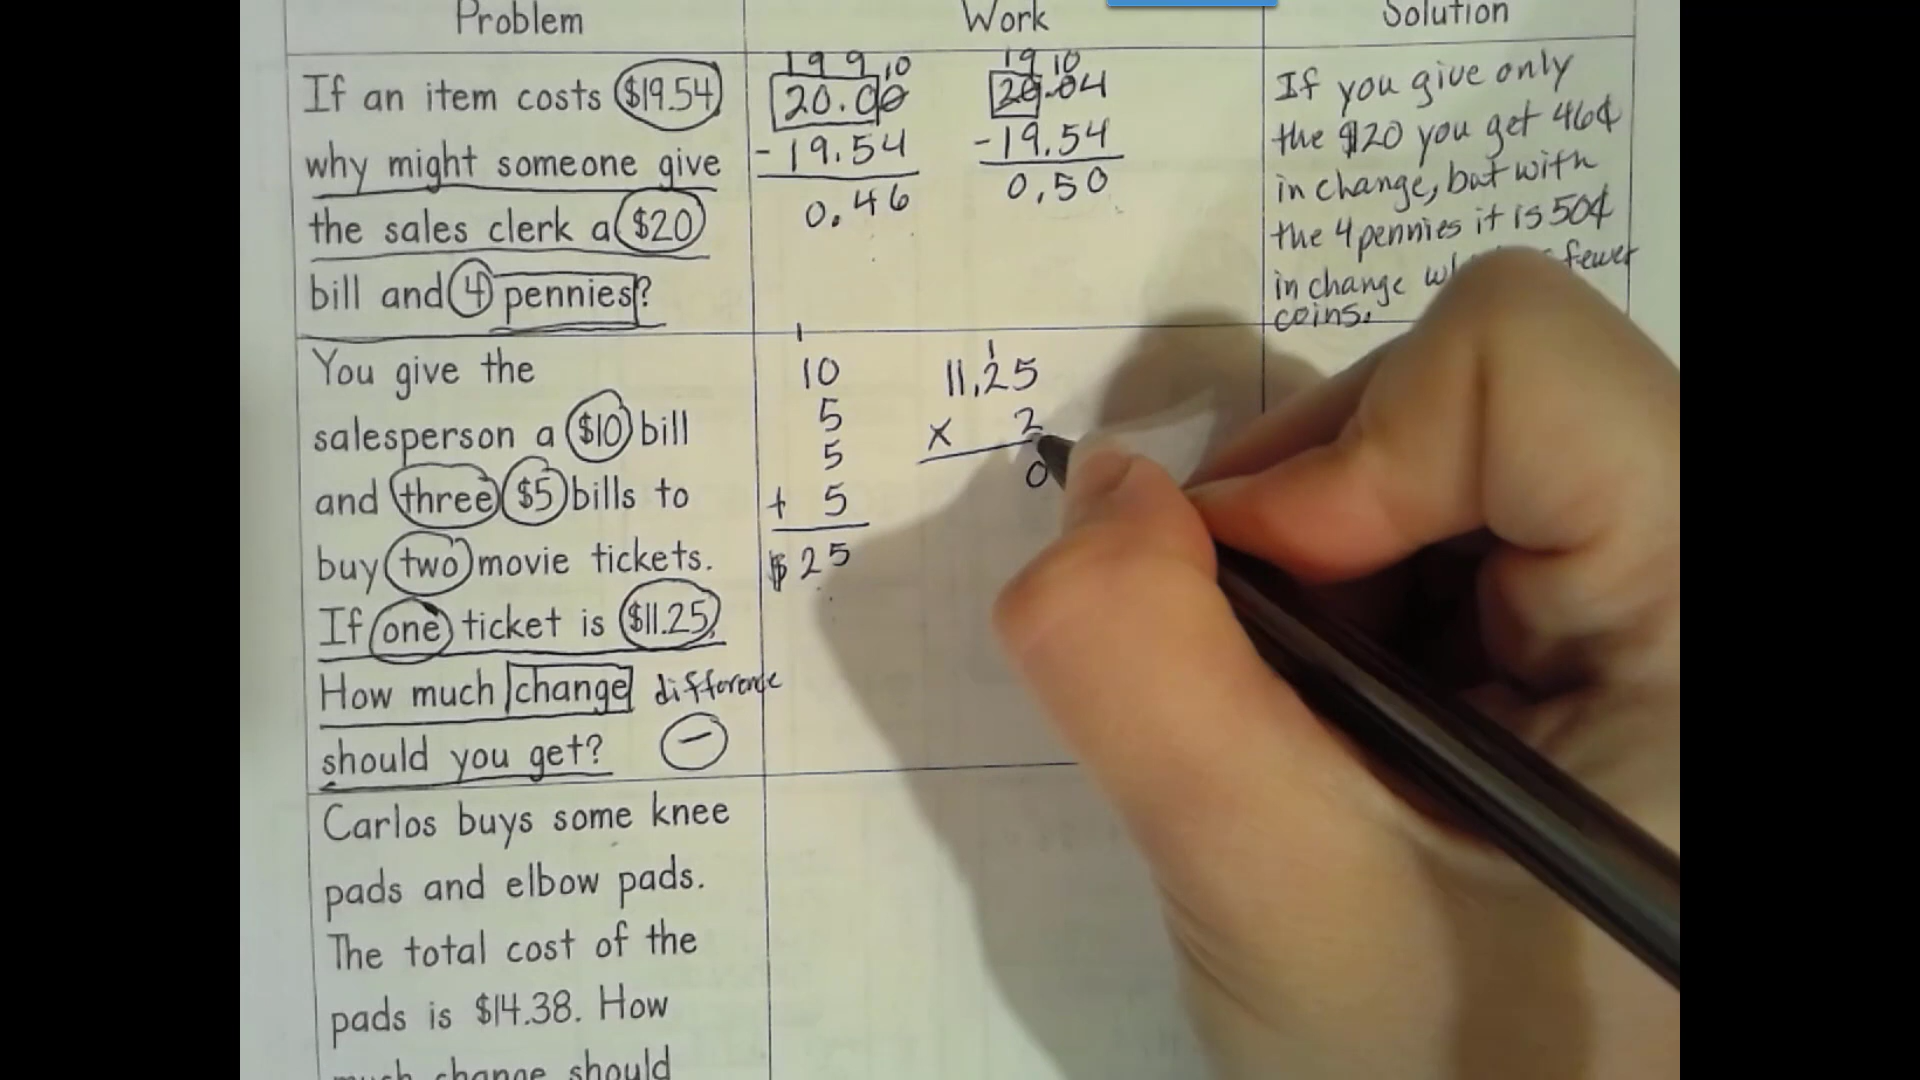 Problem
Work
Solution
If an item costs $19.54
why might someone give
the sales clerk a $20
bill and 4 pennies?
19 9 10
20.00
- 19.54
0.46
19 10
20.04
- 19.54
0.50
If you give only
the $20 you get 46¢
in change, but with
the 4 pennies it is 50¢
in change fewer
coins.
You give the
salesperson a $10 bill
and three $5 bills to
buy two movie tickets.
If one ticket is $11.25,
How much change difference
should you get? −
1
10
5
5
+ 5
$25
1
11.25
x 2
0
Carlos buys some knee
pads and elbow pads.
The total cost of the
pads is $14.38. How
much change should